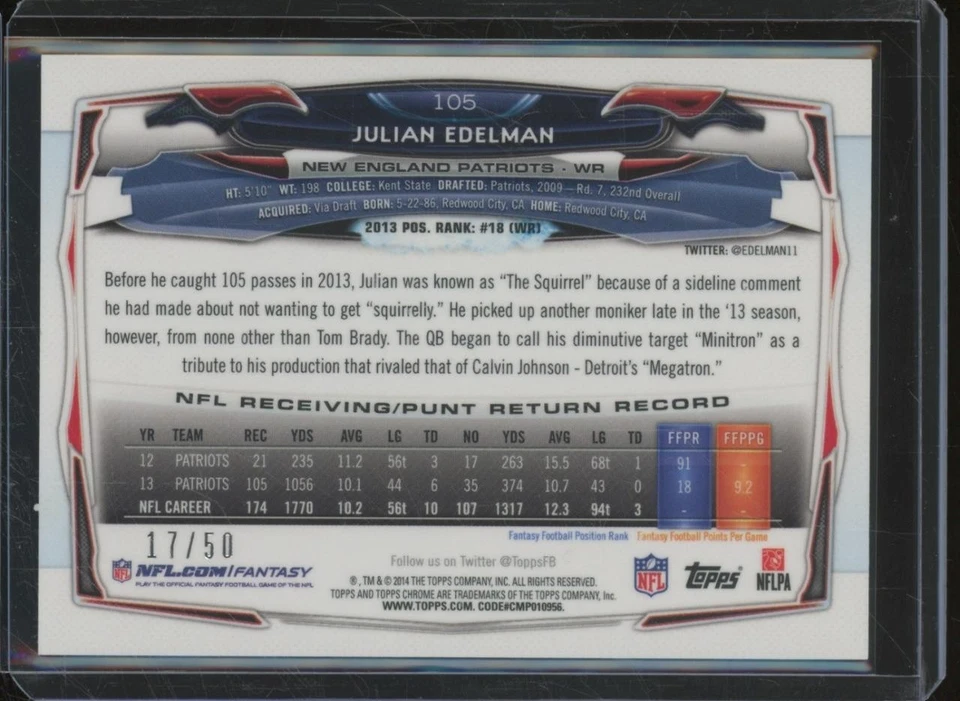 105
JULIAN EDELMAN
NEW ENGLAND PATRIOTS · WR
HT: 5'10" WT: 198 COLLEGE: Kent State DRAFTED: Patriots, 2009 – Rd: 7, 232nd Overall
ACQUIRED: Via Draft BORN: 5-22-86, Redwood City, CA HOME: Redwood City, CA
2013 POS. RANK: #18 (WR)
TWITTER: @EDELMAN11
Before he caught 105 passes in 2013, Julian was known as “The Squirrel” because of a sideline comment
he had made about not wanting to get “squirrelly.” He picked up another moniker late in the ‘13 season,
however, from none other than Tom Brady. The QB began to call his diminutive target “Minitron” as a
tribute to his production that rivaled that of Calvin Johnson - Detroit’s “Megatron.”
NFL RECEIVING/PUNT RETURN RECORD
YR TEAM REC YDS AVG LG TD NO YDS AVG LG TD FFPR FFPPG
12 PATRIOTS 21 235 11.2 56t 3 17 263 15.5 68t 1 91 -
13 PATRIOTS 105 1056 10.1 44 6 35 374 10.7 43 0 18 9.2
NFL CAREER 174 1770 10.2 56t 10 107 1317 12.3 94t 3 - -
Fantasy Football Position Rank Fantasy Football Points Per Game
17/50
NFL NFL.COM/FANTASY
PLAY THE OFFICIAL FANTASY FOOTBALL GAME OF THE NFL
Follow us on Twitter @ToppsFB
®, TM & © 2014 THE TOPPS COMPANY, INC. ALL RIGHTS RESERVED.
TOPPS AND TOPPS CHROME ARE TRADEMARKS OF THE TOPPS COMPANY, Inc.
WWW.TOPPS.COM. CODE#CMP010956.
NFL
Topps®
NFLPA